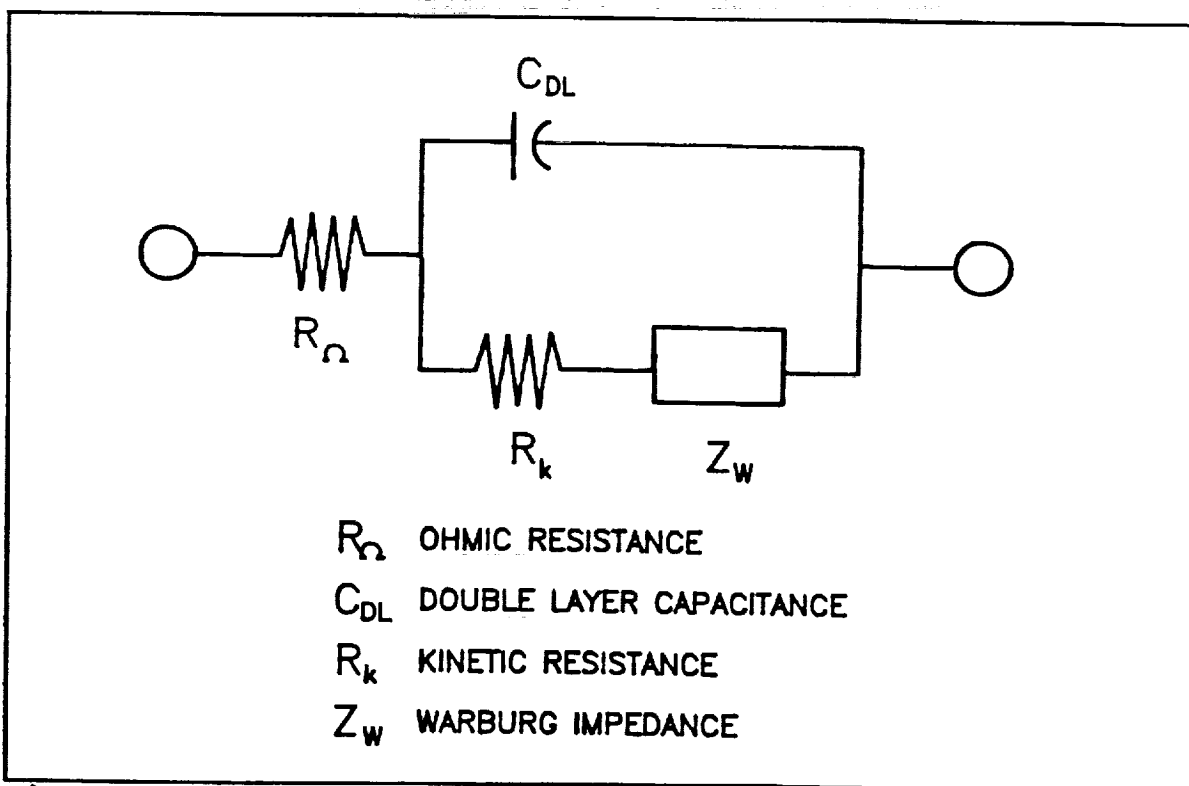 C_DL
R_Ω
R_k
Z_W
R_Ω OHMIC RESISTANCE
C_DL DOUBLE LAYER CAPACITANCE
R_k KINETIC RESISTANCE
Z_W WARBURG IMPEDANCE